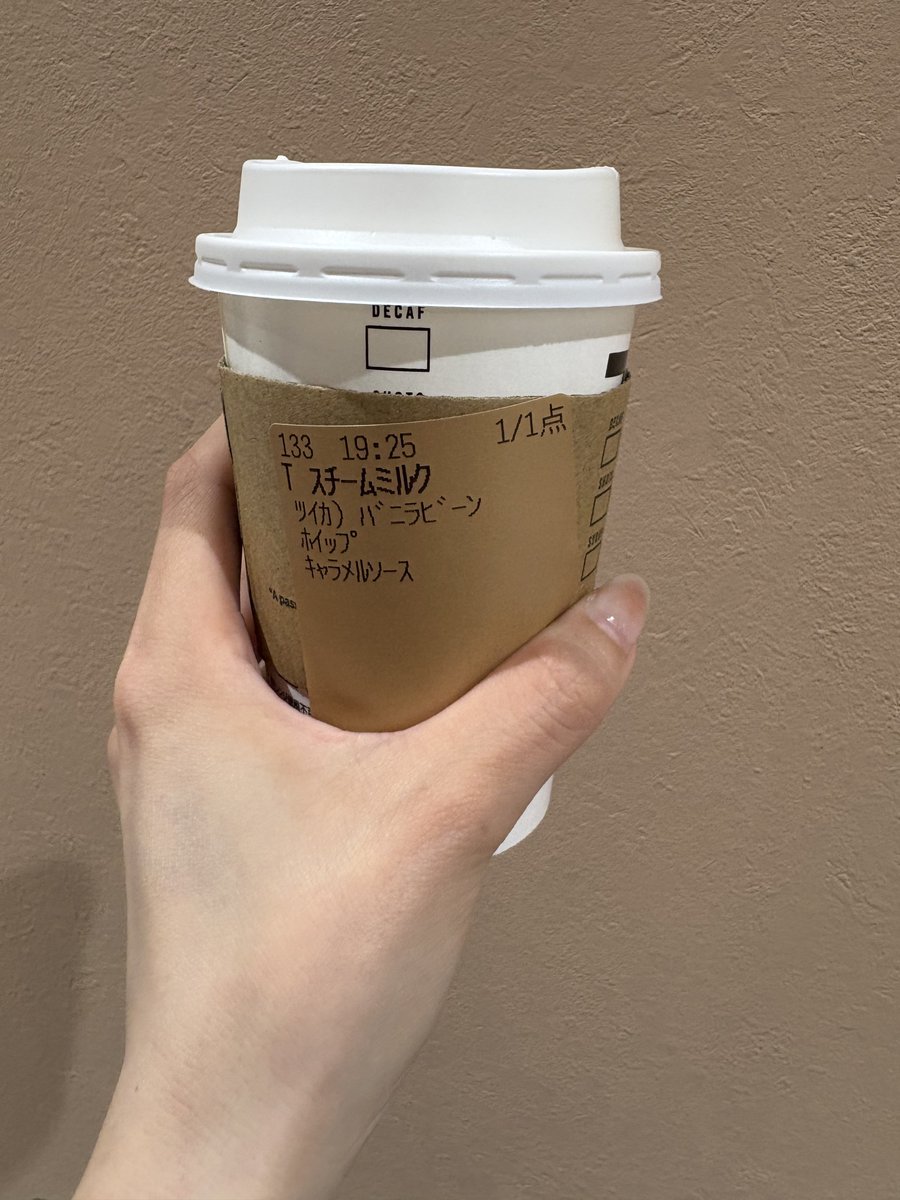 DECAF
133 19:25 1/1点
T スチームミルク
ツイカ) バニラビーン
ホイップ
キャラメルソース
"A pas